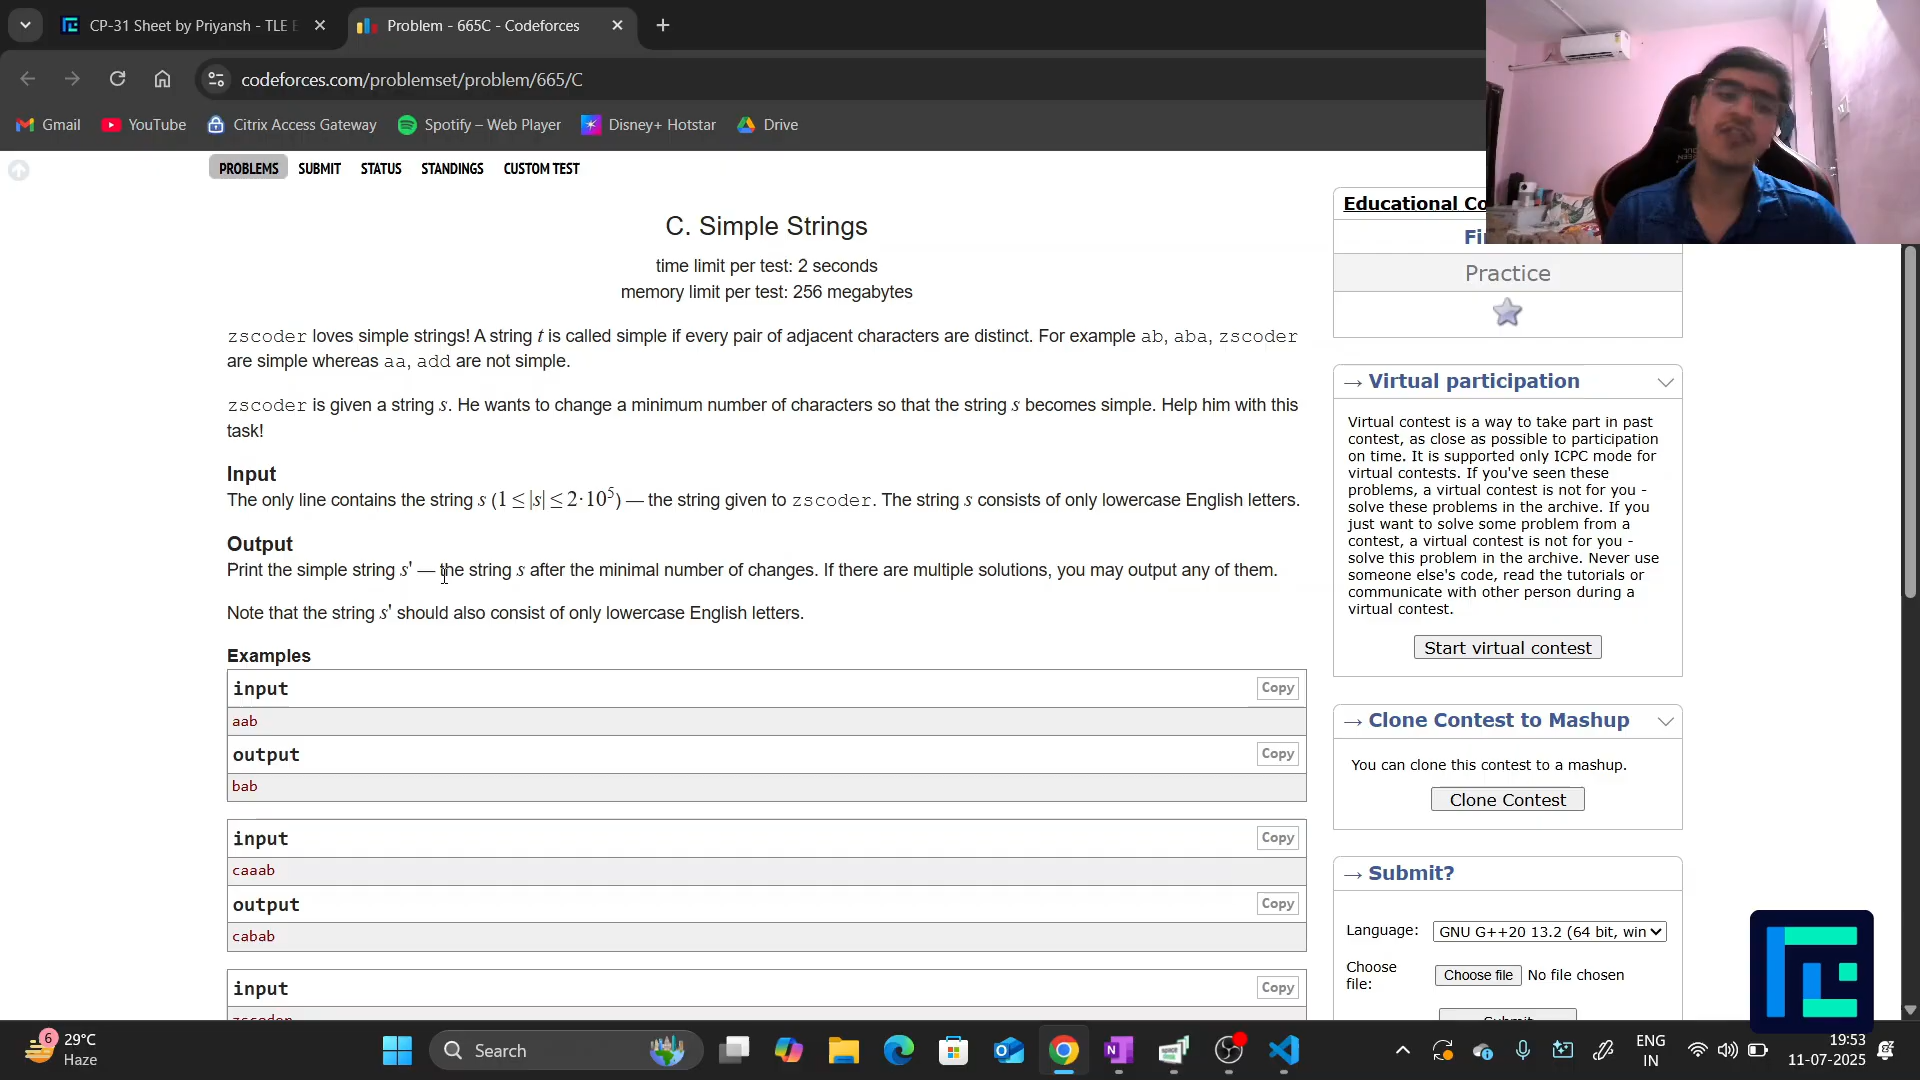 CP-31 Sheet by Priyansh - TLE E
Problem - 665C - Codeforces
codeforces.com/problemset/problem/665/C
Gmail YouTube Citrix Access Gateway Spotify – Web Player Disney+ Hotstar Drive
PROBLEMS SUBMIT STATUS STANDINGS CUSTOM TEST
C. Simple Strings
time limit per test: 2 seconds
memory limit per test: 256 megabytes
zscoder loves simple strings! A string t is called simple if every pair of adjacent characters are distinct. For example ab, aba, zscoder
are simple whereas aa, add are not simple.
zscoder is given a string s. He wants to change a minimum number of characters so that the string s becomes simple. Help him with this
task!
Input
The only line contains the string s (1 ≤ |s| ≤ 2·10⁵) — the string given to zscoder. The string s consists of only lowercase English letters.
Output
Print the simple string s' — the string s after the minimal number of changes. If there are multiple solutions, you may output any of them.
Note that the string s' should also consist of only lowercase English letters.
Examples
input
Copy
aab
output
Copy
bab
input
Copy
caaab
output
Copy
cabab
input
Copy
zscoder
Educational Co
Fi
Practice
→ Virtual participation
Virtual contest is a way to take part in past
contest, as close as possible to participation
on time. It is supported only ICPC mode for
virtual contests. If you've seen these
problems, a virtual contest is not for you -
solve these problems in the archive. If you
just want to solve some problem from a
contest, a virtual contest is not for you -
solve this problem in the archive. Never use
someone else's code, read the tutorials or
communicate with other person during a
virtual contest.
Start virtual contest
→ Clone Contest to Mashup
You can clone this contest to a mashup.
Clone Contest
→ Submit?
Language: GNU G++20 13.2 (64 bit, win
Choose
file:
Choose file No file chosen
Submit
6
29°C
Haze
Search
ENG
IN
19:53
11-07-2025